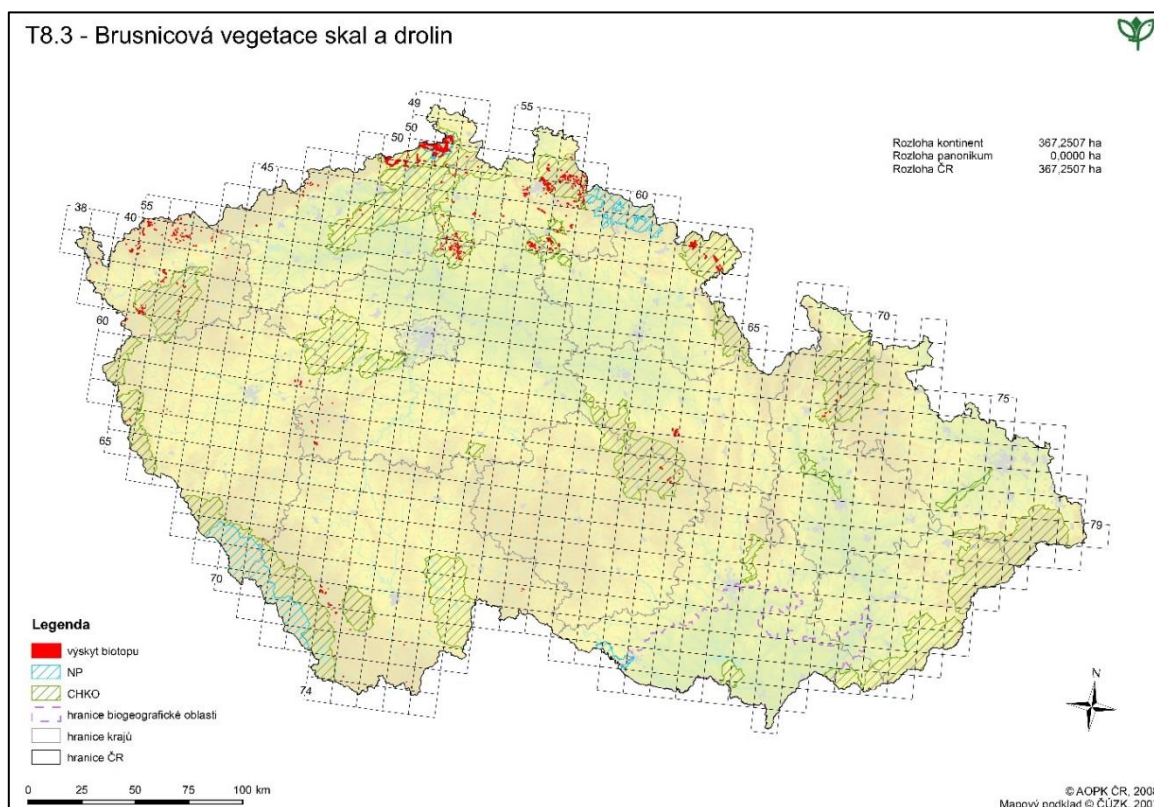 T8.3 - Brusnicová vegetace skal a drolin
Rozloha kontinent 367,2507 ha
Rozloha panonikum 0,0000 ha
Rozloha ČR 367,2507 ha
49
50
50
55
45
38
40
55
60
60
65
65
70
70
75
79
74
Legenda
výskyt biotopu
NP
CHKO
hranice biogeografické oblasti
hranice krajů
hranice ČR
0 25 50 75 100 km
N
© AOPK ČR, 2008
Mapový podklad © ČÚZK, 200